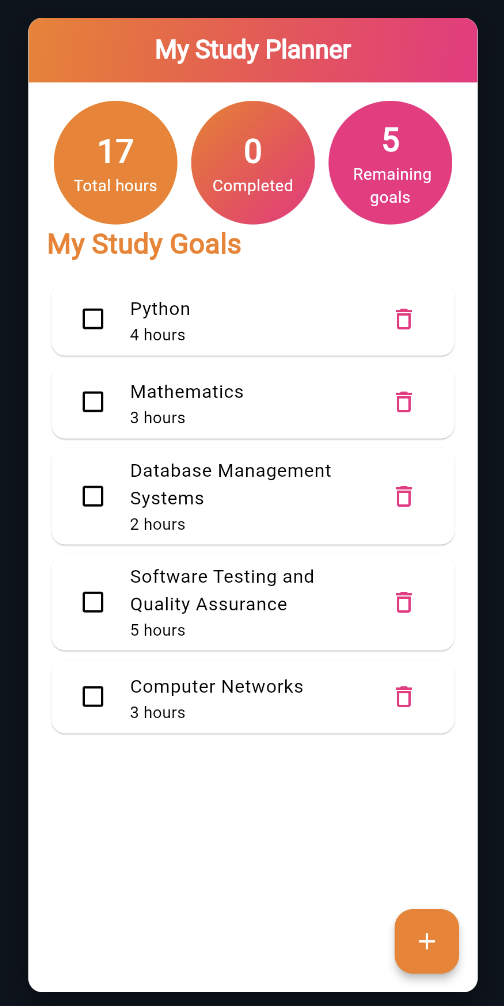 My Study Planner
17
Total hours
0
Completed
5
Remaining
goals
My Study Goals
Python
4 hours
Mathematics
3 hours
Database Management
Systems
2 hours
Software Testing and
Quality Assurance
5 hours
Computer Networks
3 hours
+